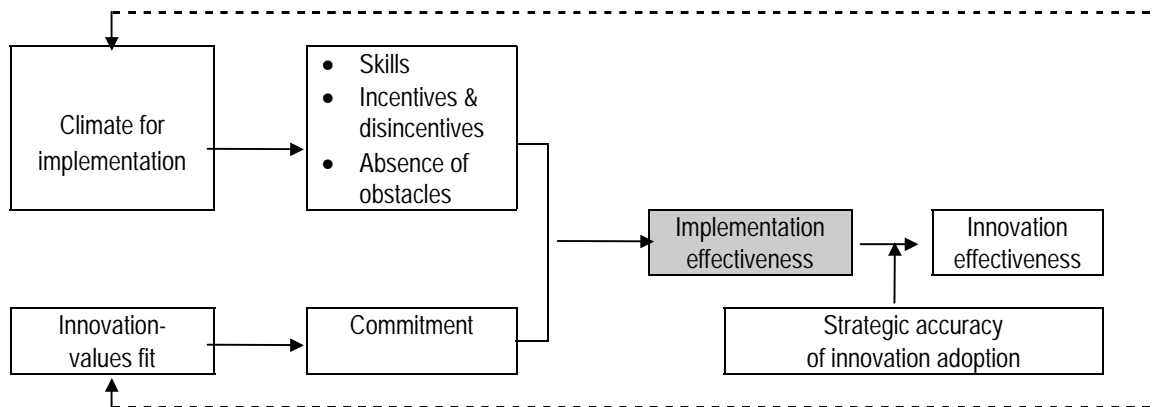 Climate for
implementation
• Skills
• Incentives &
disincentives
• Absence of
obstacles
Implementation
effectiveness
Innovation
effectiveness
Innovation-
values fit
Commitment
Strategic accuracy
of innovation adoption